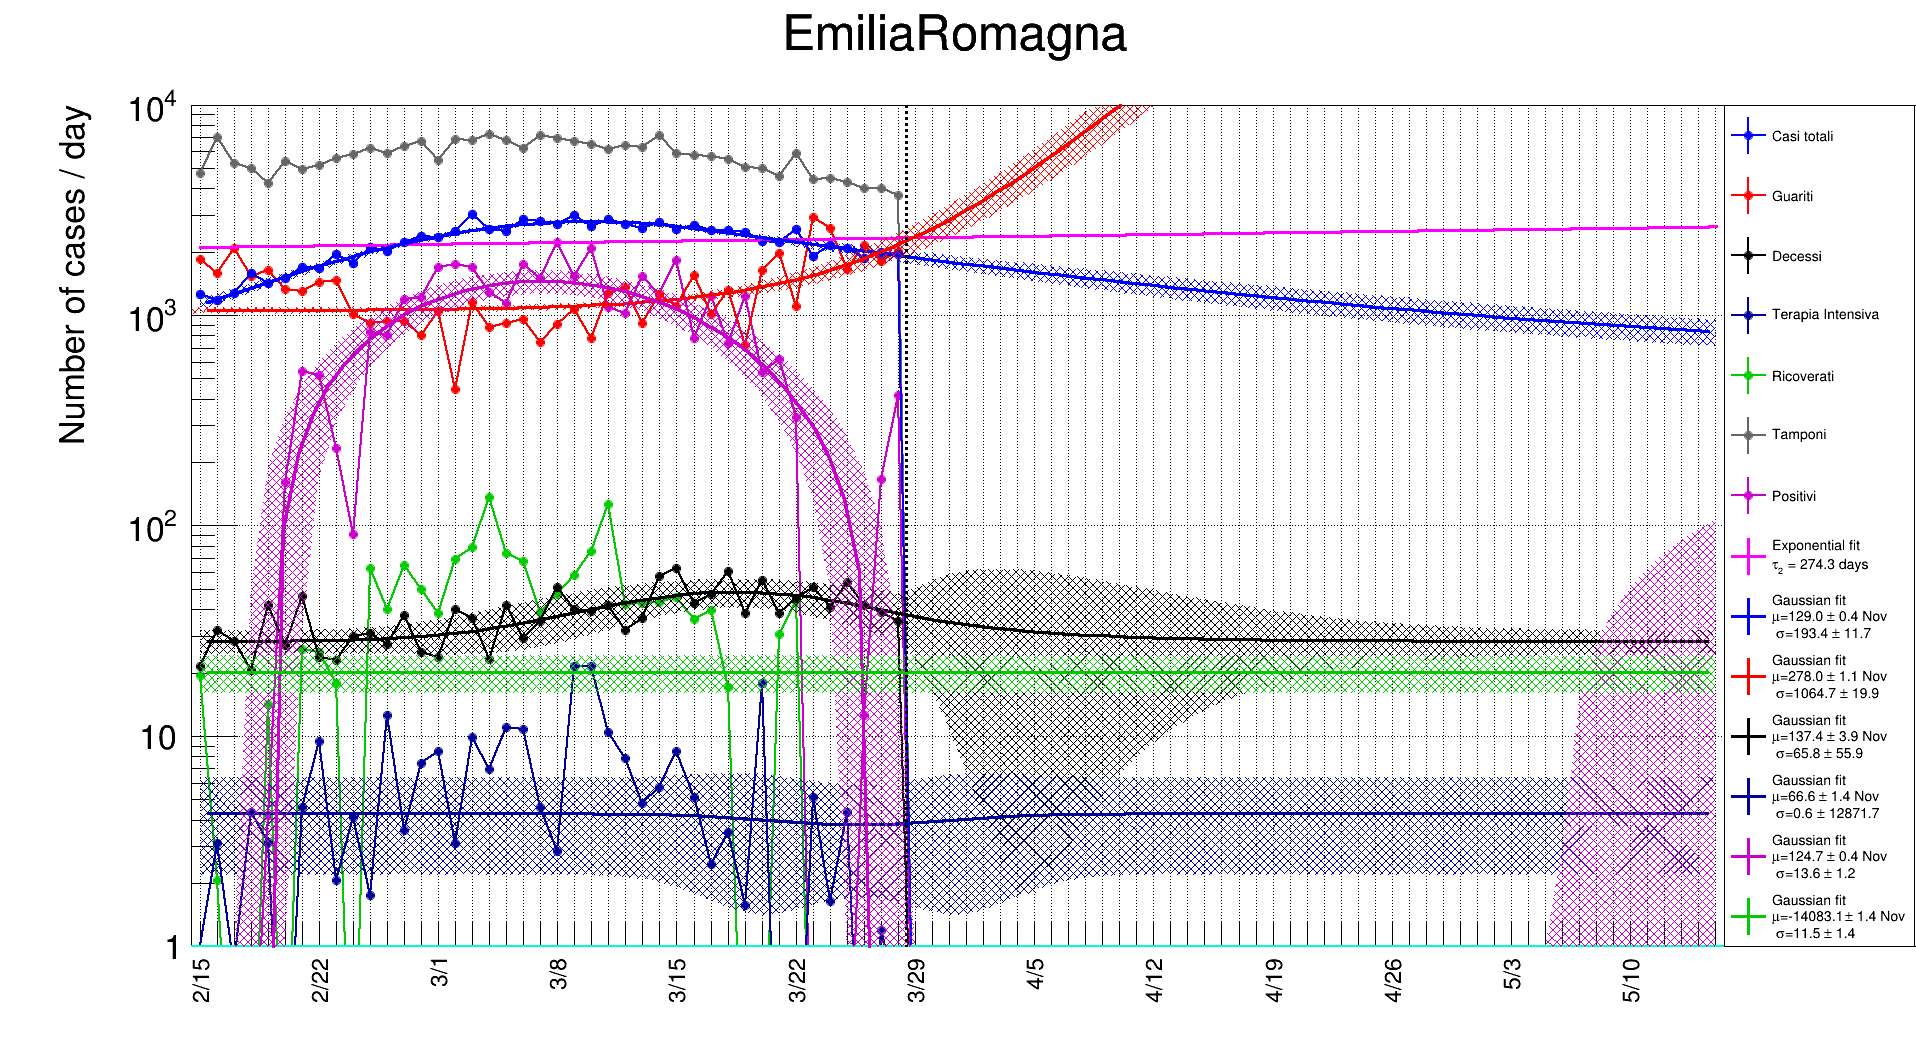 EmiliaRomagna
Number of cases / day
10^4
10^3
10^2
10
1
2/15
2/22
3/1
3/8
3/15
3/22
3/29
4/5
4/12
4/19
4/26
5/3
5/10
Casi totali
Guariti
Decessi
Terapia Intensiva
Ricoverati
Tamponi
Positivi
Exponential fit
τ₂ = 274.3 days
Gaussian fit
μ=129.0 ± 0.4 Nov
σ=193.4 ± 11.7
Gaussian fit
μ=278.0 ± 1.1 Nov
σ=1064.7 ± 19.9
Gaussian fit
μ=137.4 ± 3.9 Nov
σ=65.8 ± 55.9
Gaussian fit
μ=66.6 ± 1.4 Nov
σ=0.6 ± 12871.7
Gaussian fit
μ=124.7 ± 0.4 Nov
σ=13.6 ± 1.2
Gaussian fit
μ=-14083.1 ± 1.4 Nov
σ=11.5 ± 1.4